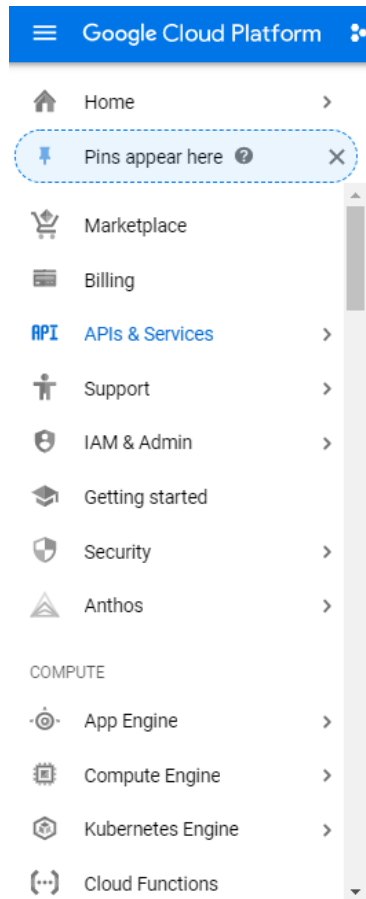 Google Cloud Platform
Home
Pins appear here
Marketplace
Billing
API APIs & Services
Support
IAM & Admin
Getting started
Security
Anthos
COMPUTE
App Engine
Compute Engine
Kubernetes Engine
Cloud Functions